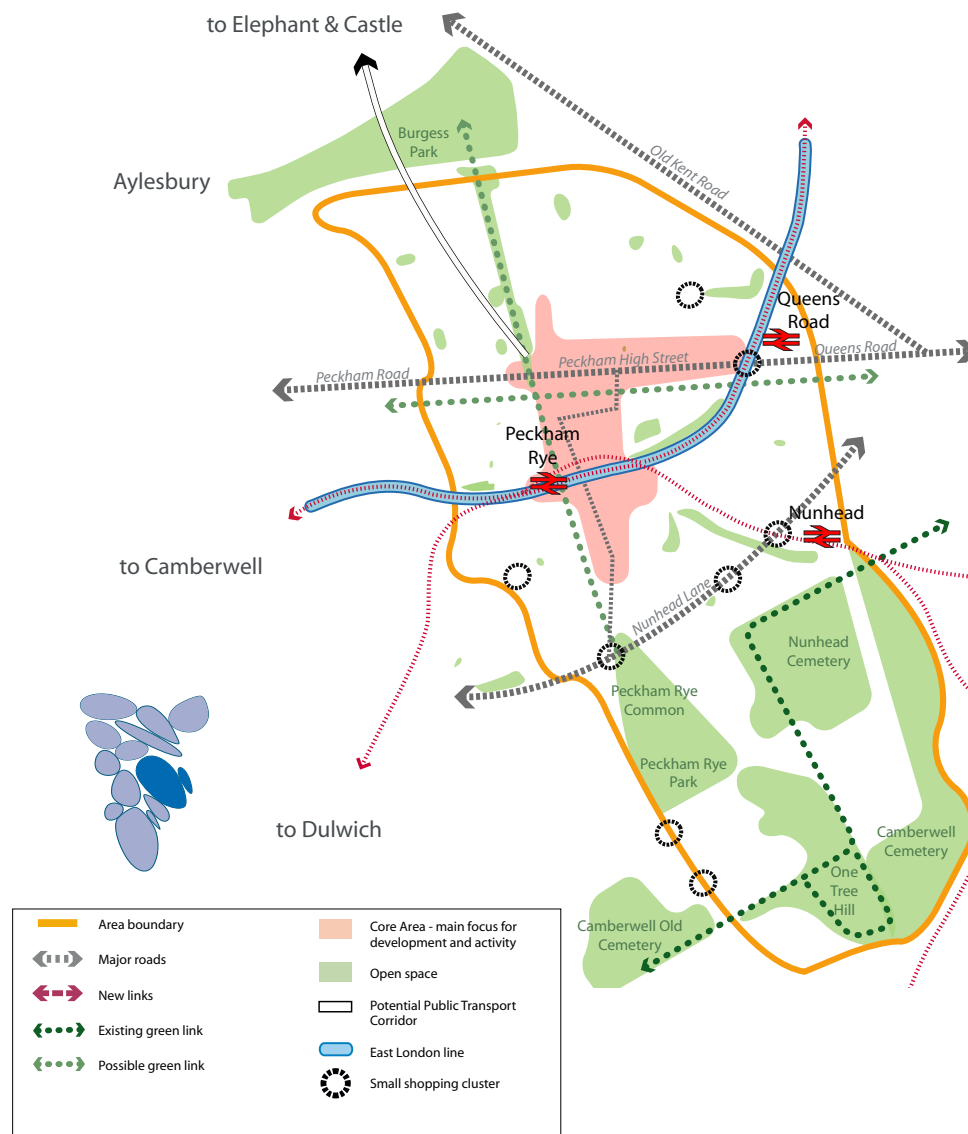 to Elephant & Castle
Burgess
Park
Old Kent Road
Aylesbury
Queens
Road
Peckham High Street
Queens Road
Peckham Road
Peckham
Rye
Nunhead
to Camberwell
Nunhead Lane
Nunhead
Cemetery
Peckham Rye
Common
Peckham Rye
Park
to Dulwich
Camberwell
Cemetery
One
Tree
Hill
Camberwell Old
Cemetery
Area boundary
Major roads
New links
Existing green link
Possible green link
Core Area - main focus for
development and activity
Open space
Potential Public Transport
Corridor
East London line
Small shopping cluster